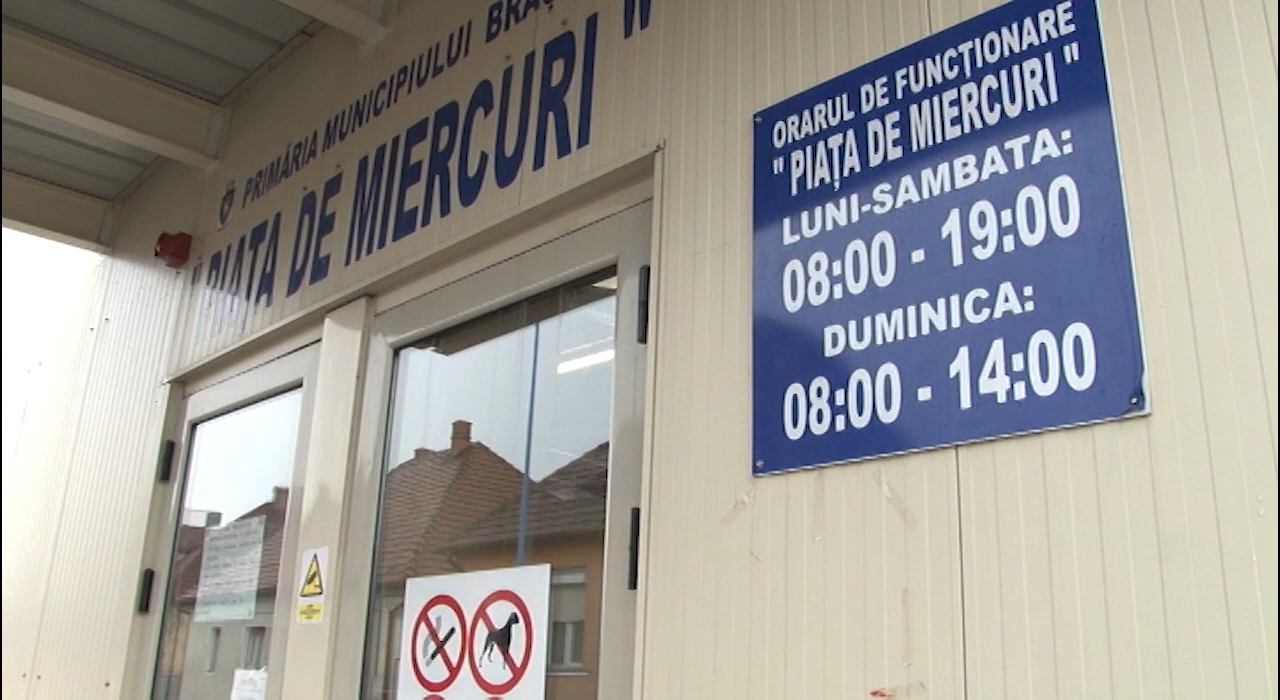 PRIMĂRIA MUNICIPIULUI
"PIAȚA DE MIERCURI"
ORARUL DE FUNCȚIONARE
" PIAȚA DE MIERCURI "
LUNI-SAMBATA:
08:00 - 19:00
DUMINICA:
08:00 - 14:00